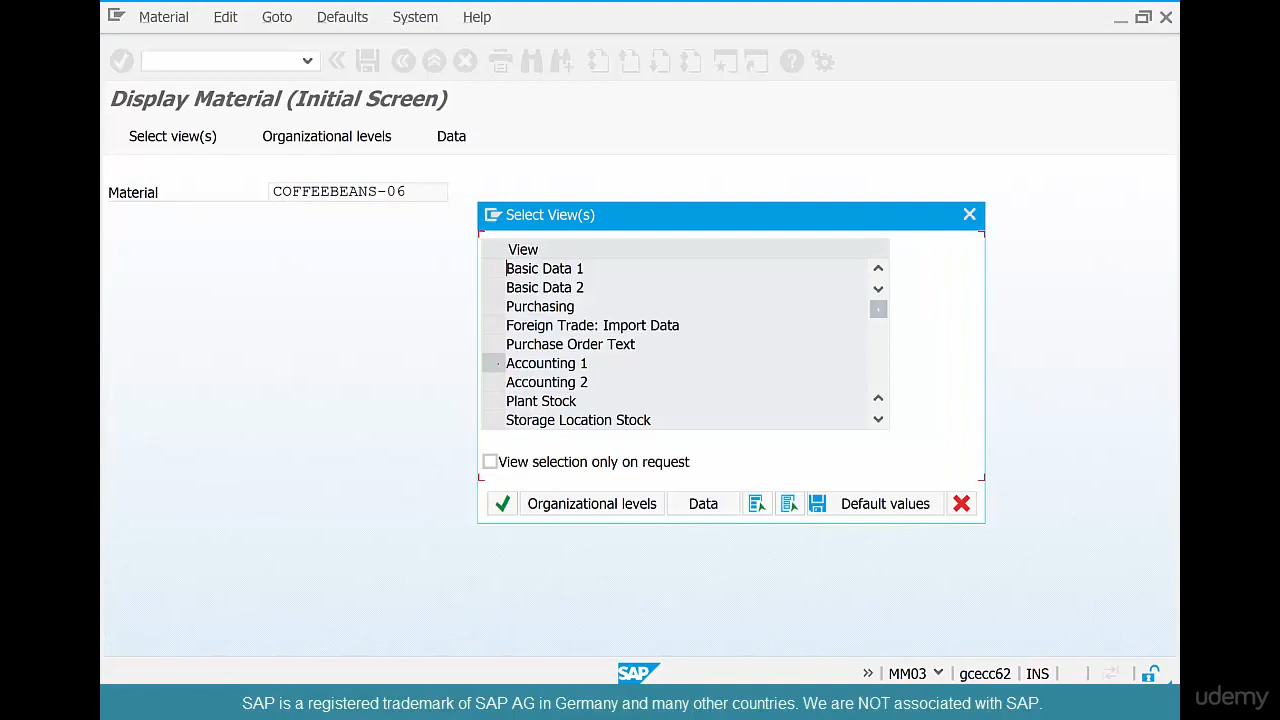 Material Edit Goto Defaults System Help
Display Material (Initial Screen)
Select view(s) Organizational levels Data
Material COFFEEBEANS-06
Select View(s)
View
Basic Data 1
Basic Data 2
Purchasing
Foreign Trade: Import Data
Purchase Order Text
Accounting 1
Accounting 2
Plant Stock
Storage Location Stock
View selection only on request
Organizational levels Data Default values
SAP MM03 gcecc62 INS
SAP is a registered trademark of SAP AG in Germany and many other countries. We are NOT associated with SAP.
udemy